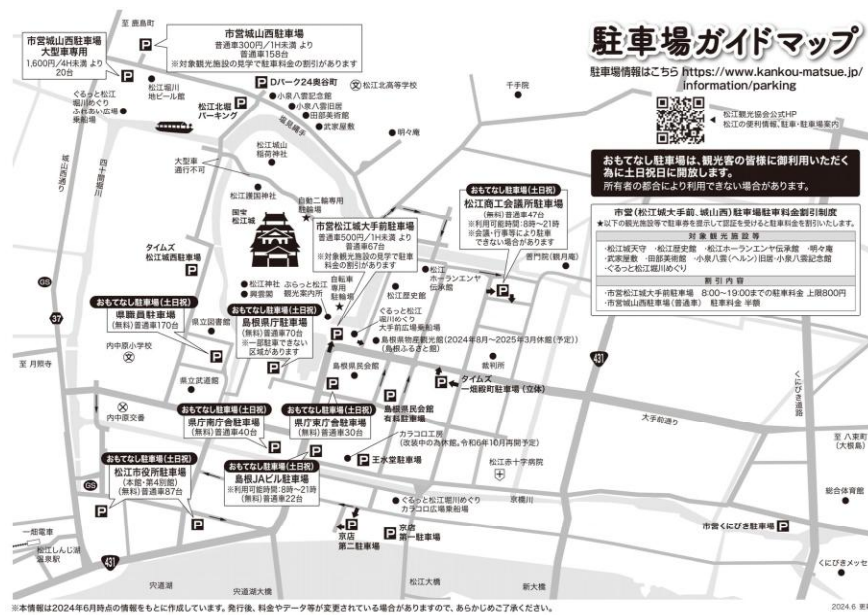 駐車場ガイドマップ
駐車場情報はこちら https://www.kankou-matsue.jp/
information/parking
松江観光協会公式HP
松江の便利情報、駐車・駐車場案内
おもてなし駐車場は、観光客の皆様に御利用いただく
為に土日祝日に開放します。
所有者の都合により利用できない場合があります。
市営(松江城大手前、城山西)駐車場駐車料金割引制度
★以下の観光施設等で駐車券を提示して認証を受けると駐車料金を割引いたします。
対象観光施設等
・松江城天守 ・松江歴史館 ・松江ホーランエンヤ伝承館 ・明々庵
・武家屋敷 ・田部美術館 ・小泉八雲(ヘルン)旧居・小泉八雲記念館
・ぐるっと松江堀川めぐり
割引内容
・市営松江城大手前駐車場 8:00~19:00までの駐車料金 上限800円
・市営城山西駐車場(普通車) 駐車料金 半額
至 鹿島町
市営城山西駐車場
大型車専用
1,600円/4H未満 より
20台
市営城山西駐車場
普通車300円/1H未満 より
普通車158台
※対象観光施設の見学で駐車料金の割引があります
P
ぐるっと松江
堀川めぐり
ふれあい広場
乗船場
松江堀川
地ビール館
松江北堀
パーキング
Dパーク24奥谷町
小泉八雲記念館
小泉八雲旧居
田部美術館
武家屋敷
塩見縄手
松江北高等学校
千手院
明々庵
城山西通り
四十間堀川
大型車
通行不可
松江城山
稲荷神社
松江護国神社
自動二輪専用
駐輪場
国宝
松江城
市営松江城大手前駐車場
普通車500円/1H未満 より
普通車67台
※対象観光施設の見学で駐車
料金の割引があります
おもてなし駐車場(土日祝)
松江商工会議所駐車場
(無料)普通車47台
※利用可能時間:8時~21時
※会議・行事等により駐車
できない場合があります
普門院(観月庵)
タイムズ
松江城西駐車場
松江神社
興雲閣
ぷらっと松江
観光案内所
自転車
専用
駐輪場
松江歴史館
松江
ホーランエンヤ
伝承館
GS
37
おもてなし駐車場(土日祝)
県職員駐車場
(無料)普通車170台
県立図書館
おもてなし駐車場(土日祝)
島根県庁駐車場
(無料)普通車70台
※一部駐車できない
区域があります
ぐるっと松江
堀川めぐり
大手前広場乗船場
島根県物産観光館(2024年8月~2025年3月休館(予定))
(島根ふるさと館)
至 月照寺
内中原小学校
県立武道館
内中原交番
島根県民会館
裁判所
タイムズ
一畑殿町駐車場(立体)
島根県民会館
有料駐車場
431
くにびき道路
大手前通り
おもてなし駐車場(土日祝)
県庁南庁舎駐車場
(無料)普通車40台
おもてなし駐車場(土日祝)
県庁東庁舎駐車場
(無料)普通車30台
カラコロ工房
(改装中の為休館。令和6年10月再開予定)
至 八束町
(大根島)
おもてなし駐車場(土日祝)
松江市役所駐車場
(本館・第4別館)
(無料)普通車87台
おもてなし駐車場(土日祝)
島根JAビル駐車場
※利用可能時間:8時~21時
(無料)普通車22台
王水堂駐車場
松江赤十字病院
GS
京橋川
総合体育館
ぐるっと松江堀川めぐり
カラコロ広場乗船場
一畑電車
松江しんじ湖
温泉駅
431
京店
第二駐車場
京店
第一駐車場
市営くにびき駐車場
宍道湖
宍道湖大橋
松江大橋
新大橋
くにびきメッセ
※本情報は2024年6月時点の情報をもとに作成しています。発行後、料金やデータ等が変更されている場合がありますので、あらかじめご了承ください。
2024.6